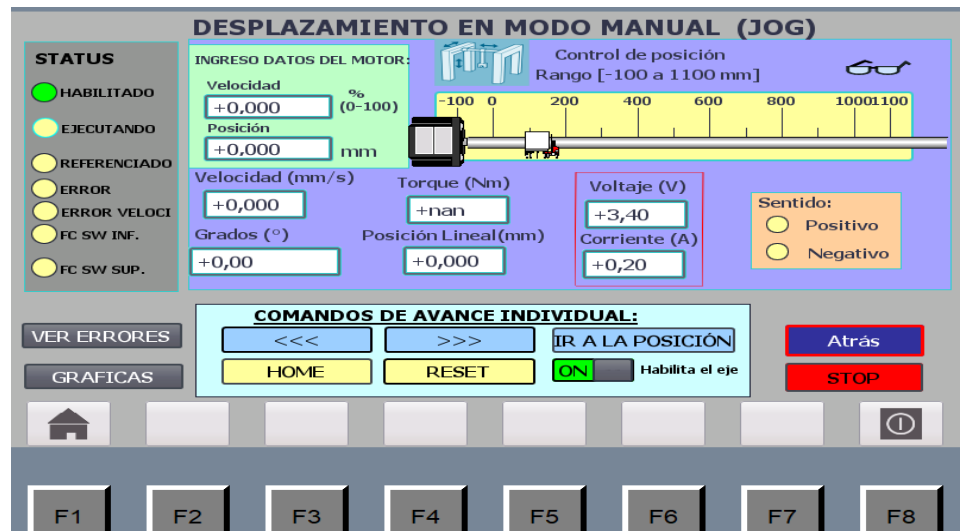 DESPLAZAMIENTO EN MODO MANUAL (JOG)
STATUS
HABILITADO
EJECUTANDO
REFERENCIADO
ERROR
ERROR VELOCI
FC SW INF.
FC SW SUP.
INGRESO DATOS DEL MOTOR:
Velocidad
+0,000
%
(0-100)
Posición
+0,000
mm
Control de posición
Rango [-100 a 1100 mm]
-100 0 200 400 600 800 1000 1100
Velocidad (mm/s)
+0,000
Torque (Nm)
+nan
Grados (°)
+0,00
Posición Lineal(mm)
+0,000
Voltaje (V)
+3,40
Corriente (A)
+0,20
Sentido:
Positivo
Negativo
VER ERRORES
GRAFICAS
COMANDOS DE AVANCE INDIVIDUAL:
<<<
>>>
IR A LA POSICIÓN
HOME
RESET
ON
Habilita el eje
Atrás
STOP
F1 F2 F3 F4 F5 F6 F7 F8